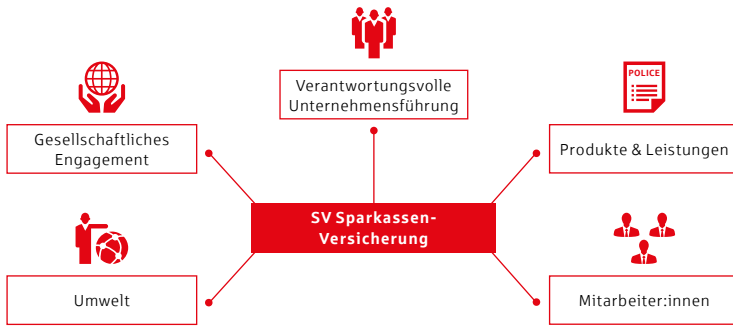 Verantwortungsvolle
Unternehmensführung
POLICE
Gesellschaftliches
Engagement
Produkte & Leistungen
SV Sparkassen-
Versicherung
Umwelt
Mitarbeiter:innen